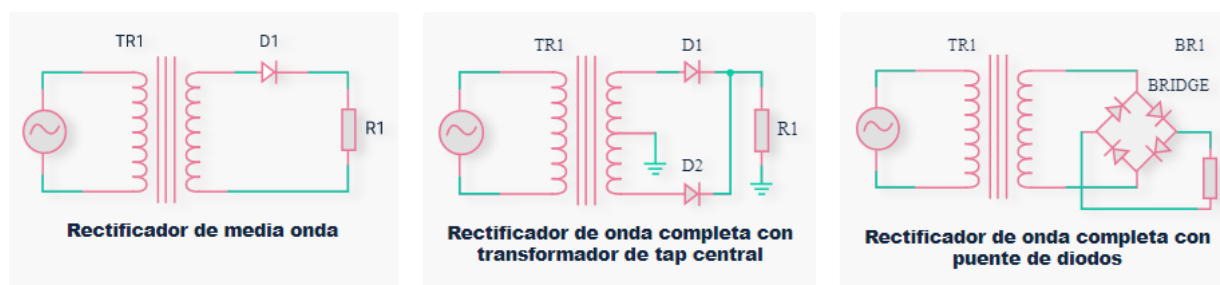 TR1
D1
R1
Rectificador de media onda
TR1
D1
R1
D2
Rectificador de onda completa con
transformador de tap central
TR1
BR1
BRIDGE
Rectificador de onda completa con
puente de diodos